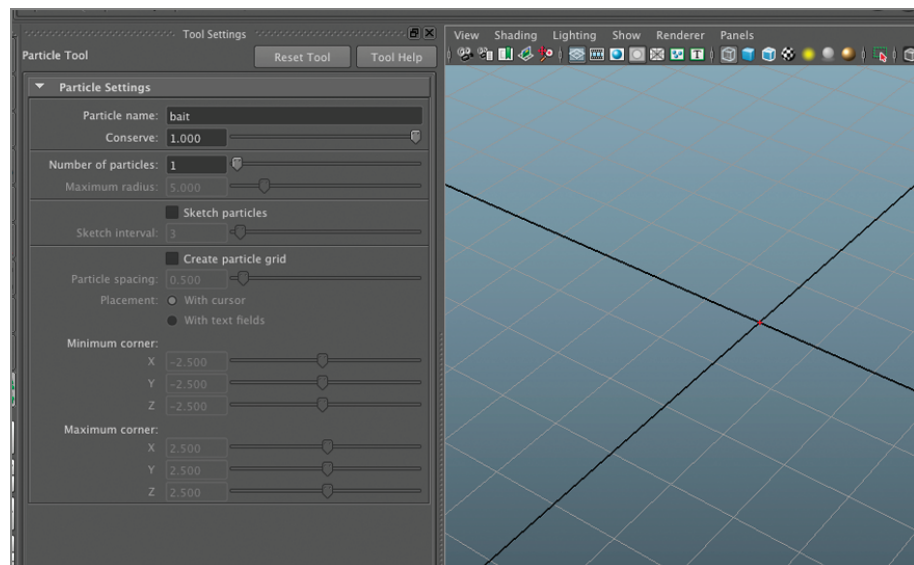 Tool Settings
View Shading Lighting Show Renderer Panels
Particle Tool Reset Tool Tool Help
Particle Settings
Particle name: bait
Conserve: 1.000
Number of particles: 1
Maximum radius: 5.000
Sketch particles
Sketch interval: 3
Create particle grid
Particle spacing: 0.500
Placement: With cursor
With text fields
Minimum corner:
X -2.500
Y -2.500
Z -2.500
Maximum corner:
X 2.500
Y 2.500
Z 2.500